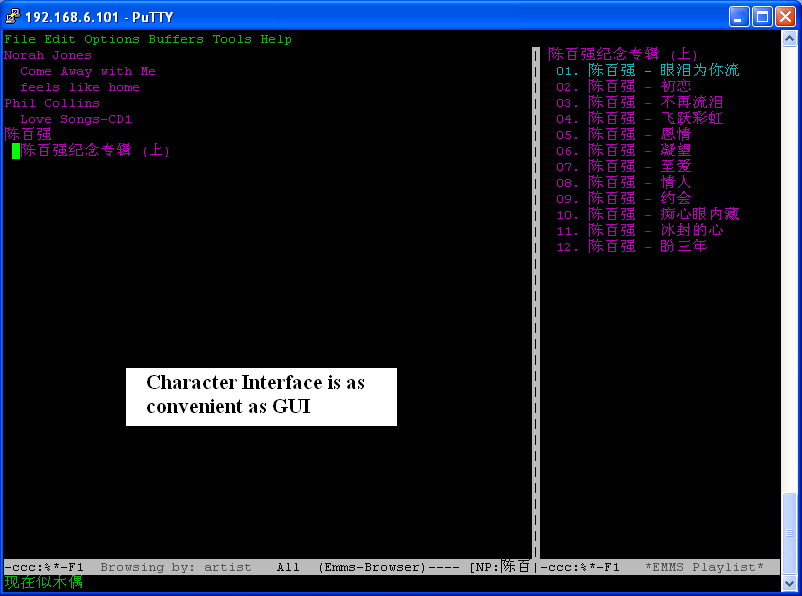 192.168.6.101 - PuTTY
File Edit Options Buffers Tools Help
Norah Jones
Come Away with Me
feels like home
Phil Collins
Love Songs-CD1
陈百强
陈百强纪念专辑 (上)
陈百强纪念专辑 (上)
01. 陈百强 - 眼泪为你流
02. 陈百强 - 初恋
03. 陈百强 - 不再流泪
04. 陈百强 - 飞跃彩虹
05. 陈百强 - 恩情
06. 陈百强 - 凝望
07. 陈百强 - 至爱
08. 陈百强 - 情人
09. 陈百强 - 约会
10. 陈百强 - 痴心眼内藏
11. 陈百强 - 冰封的心
12. 陈百强 - 盼三年
Character Interface is as
convenient as GUI
-ccc:%*-F1 Browsing by: artist All (Emms-Browser)---- [NP:陈百
-ccc:%*-F1 *EMMS Playlist*
现在似木偶